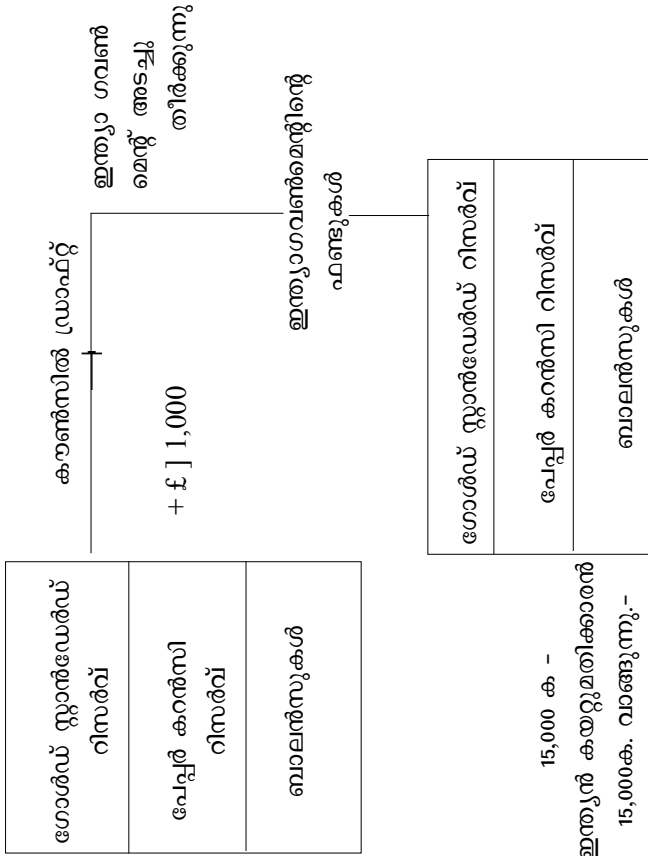 ഗോൾഡ് സ്റ്റാൻഡേർഡ്
റിസർവ്
പേപ്പർ കറൻസി
റിസർവ്
ബാലൻസുകൾ
കൗൺസിൽ ഡ്രാഫ്റ്റ്
+ £ ] 1,000
ഇന്ത്യാ ഗവൺ
മെന്റ് അടച്ചു
തീർക്കുന്നു
ഇന്ത്യാഗവൺമെന്റിന്റെ
ഫണ്ടുകൾ
ഗോൾഡ് സ്റ്റാൻഡേർഡ് റിസർവ്
പേപ്പർ കറൻസി റിസർവ്
ബാലൻസുകൾ
15,000 ക -
ഇന്ത്യൻ കയറ്റുമതിക്കാരൻ
15,000ക. വാങ്ങുന്നു.-